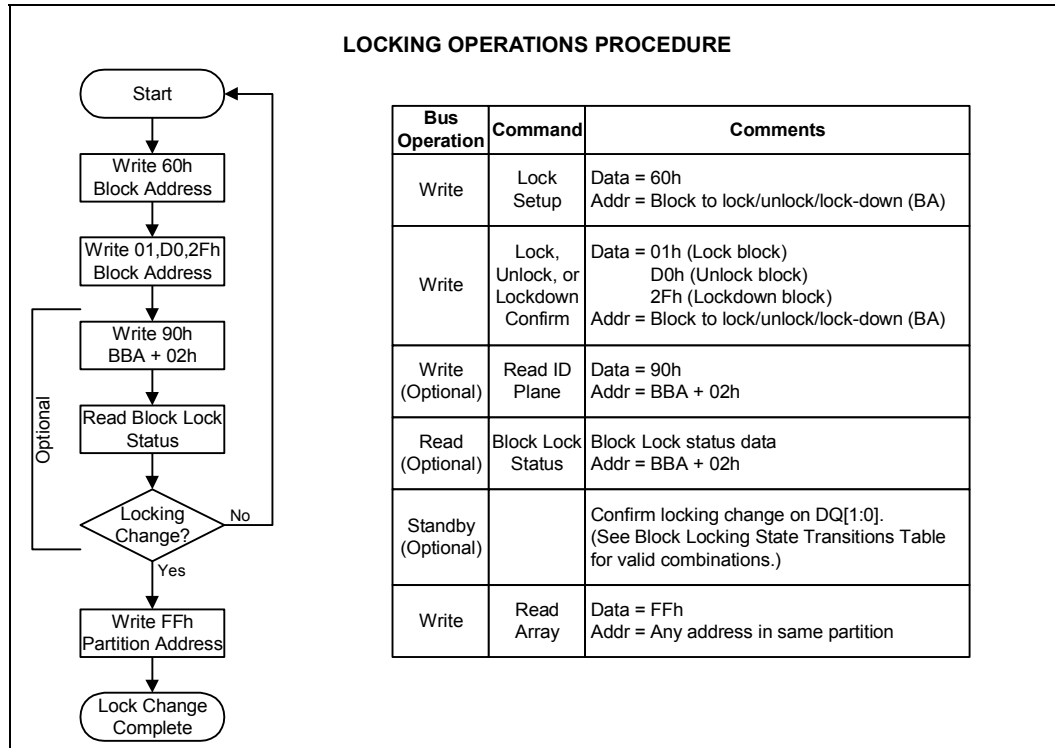 LOCKING OPERATIONS PROCEDURE
Start
Write 60h
Block Address
Write 01,D0,2Fh
Block Address
Optional
Write 90h
BBA + 02h
Read Block Lock
Status
Locking
Change?
No
Yes
Write FFh
Partition Address
Lock Change
Complete
Bus
Operation
Command
Comments
Write
Lock
Setup
Data = 60h
Addr = Block to lock/unlock/lock-down (BA)
Write
Lock,
Unlock, or
Lockdown
Confirm
Data = 01h (Lock block)
D0h (Unlock block)
2Fh (Lockdown block)
Addr = Block to lock/unlock/lock-down (BA)
Write
(Optional)
Read ID
Plane
Data = 90h
Addr = BBA + 02h
Read
(Optional)
Block Lock
Status
Block Lock status data
Addr = BBA + 02h
Standby
(Optional)
Confirm locking change on DQ[1:0].
(See Block Locking State Transitions Table
for valid combinations.)
Write
Read
Array
Data = FFh
Addr = Any address in same partition